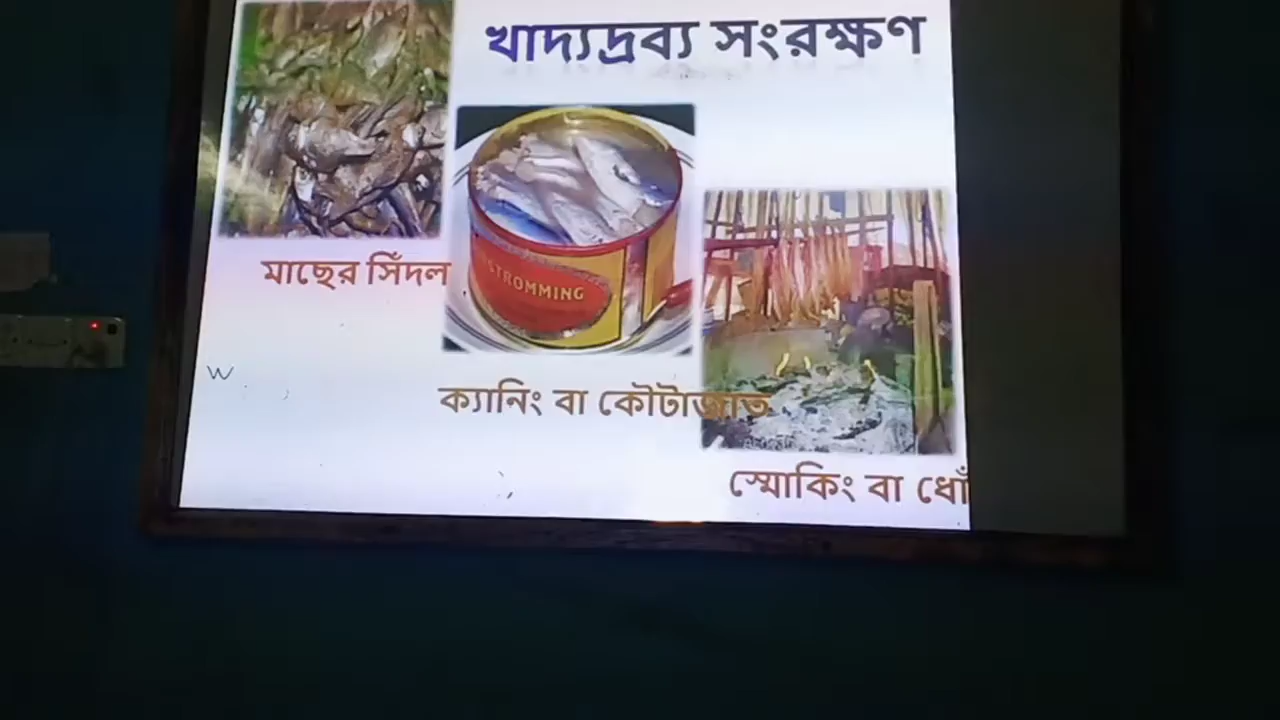 খাদ্যদ্রব্য সংরক্ষণ
মাছের সিঁদল
STROMMING
ক্যানিং বা কৌটাজাত
স্মোকিং বা ধোঁ
W